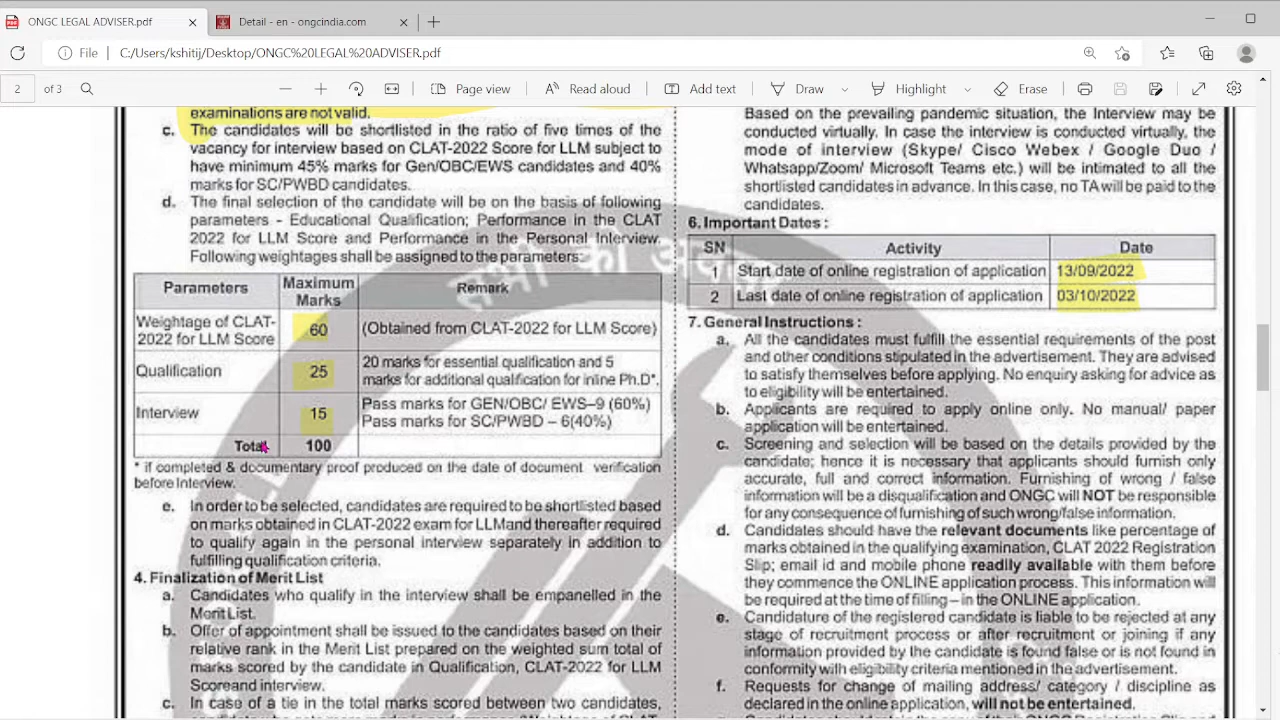 ONGC LEGAL ADVISER.pdf
Detail - en - ongcindia.com
File
C:/Users/kshitij/Desktop/ONGC%20LEGAL%20ADVISER.pdf
2 of 3
Page view
Read aloud
Add text
Draw
Highlight
Erase
examinations are not valid.
c. The candidates will be shortlisted in the ratio of five times of the
vacancy for interview based on CLAT-2022 Score for LLM subject to
have minimum 45% marks for Gen/OBC/EWS candidates and 40%
marks for SC/PWBD candidates.
d. The final selection of the candidate will be on the basis of following
parameters - Educational Qualification; Performance in the CLAT
2022 for LLM Score and Performance in the Personal Interview.
Following weightages shall be assigned to the parameters:
Parameters Maximum Marks Remark
Weightage of CLAT-
2022 for LLM Score 60 (Obtained from CLAT-2022 for LLM Score)
Qualification 25 20 marks for essential qualification and 5
marks for additional qualification for inline Ph.D*.
Interview 15 Pass marks for GEN/OBC/ EWS–9 (60%)
Pass marks for SC/PWBD – 6(40%)
Total 100
* if completed & documentary proof produced on the date of document verification
before Interview.
e. In order to be selected, candidates are required to be shortlisted based
on marks obtained in CLAT-2022 exam for LLMand thereafter required
to qualify again in the personal interview separately in addition to
fulfilling qualification criteria.
4. Finalization of Merit List
a. Candidates who qualify in the interview shall be empanelled in the
Merit List.
b. Offer of appointment shall be issued to the candidates based on their
relative rank in the Merit List prepared on the weighted sum total of
marks scored by the candidate in Qualification, CLAT-2022 for LLM
Scoreand interview.
c. In case of a tie in the total marks scored between two candidates,
Based on the prevailing pandemic situation, the Interview may be
conducted virtually. In case the interview is conducted virtually, the
mode of interview (Skype/ Cisco Webex / Google Duo /
Whatsapp/Zoom/ Microsoft Teams etc.) will be intimated to all the
shortlisted candidates in advance. In this case, no TA will be paid to the
candidates.
6. Important Dates :
SN Activity Date
1 Start date of online registration of application 13/09/2022
2 Last date of online registration of application 03/10/2022
7. General Instructions :
a. All the candidates must fulfill the essential requirements of the post
and other conditions stipulated in the advertisement. They are advised
to satisfy themselves before applying. No enquiry asking for advice as
to eligibility will be entertained.
b. Applicants are required to apply online only. No manual/ paper
application will be entertained.
c. Screening and selection will be based on the details provided by the
candidate; hence it is necessary that applicants should furnish only
accurate, full and correct information. Furnishing of wrong / false
information will be a disqualification and ONGC will NOT be responsible
for any consequence of furnishing of such wrong/false information.
d. Candidates should have the relevant documents like percentage of
marks obtained in the qualifying examination, CLAT 2022 Registration
Slip; email id and mobile phone readily available with them before
they commence the ONLINE application process. This information will
be required at the time of filling – in the ONLINE application.
e. Candidature of the registered candidate is liable to be rejected at any
stage of recruitment process or after recruitment or joining if any
information provided by the candidate is found false or is not found in
conformity with eligibility criteria mentioned in the advertisement.
f. Requests for change of mailing address/ category / discipline as
declared in the online application, will not be entertained.